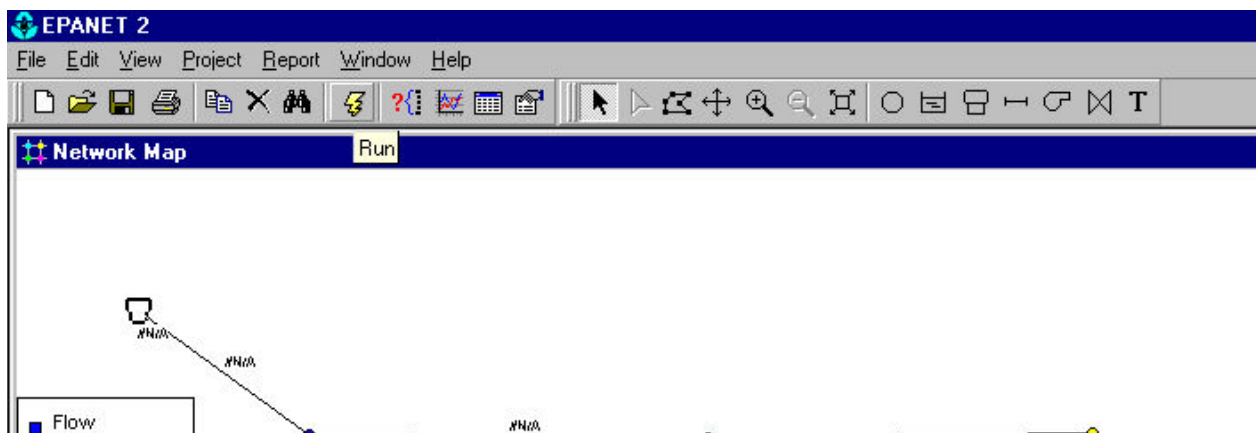 EPANET 2
File Edit View Project Report Window Help
T
Network Map
Run
#N/A
#N/A
Flow
#N/A